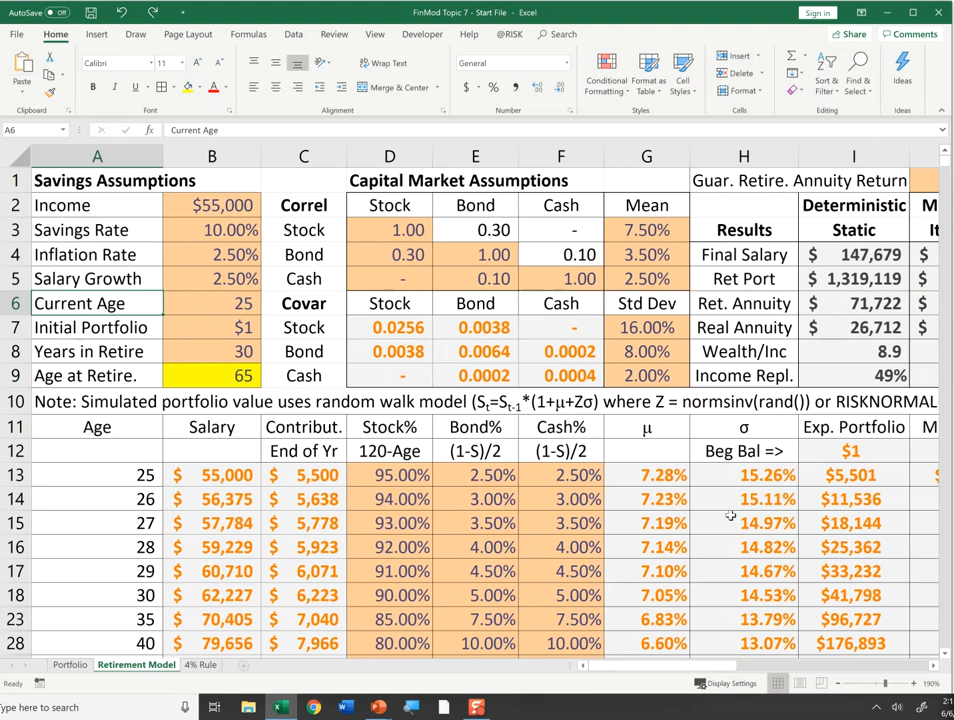 AutoSave Off FinMod Topic 7 - Start File - Excel Sign in
File Home Insert Draw Page Layout Formulas Data Review View Developer Help @RISK Search Share Comments
Paste Calibri 11 A^ A˅ Wrap Text General Conditional Formatting Format as Table Cell Styles Insert Delete Format Sort & Filter Find & Select Ideas
B I U A Merge & Center $ % ,
Clipboard Font Alignment Number Styles Cells Editing Ideas
A6 fx Current Age
A B C D E F G H I
1 Savings Assumptions Capital Market Assumptions Guar. Retire. Annuity Return
2 Income $55,000 Correl Stock Bond Cash Mean Deterministic M
3 Savings Rate 10.00% Stock 1.00 0.30 - 7.50% Results Static It
4 Inflation Rate 2.50% Bond 0.30 1.00 0.10 3.50% Final Salary $ 147,679 $
5 Salary Growth 2.50% Cash - 0.10 1.00 2.50% Ret Port $ 1,319,119 $
6 Current Age 25 Covar Stock Bond Cash Std Dev Ret. Annuity $ 71,722 $
7 Initial Portfolio $1 Stock 0.0256 0.0038 - 16.00% Real Annuity $ 26,712 $
8 Years in Retire 30 Bond 0.0038 0.0064 0.0002 8.00% Wealth/Inc 8.9
9 Age at Retire. 65 Cash - 0.0002 0.0004 2.00% Income Repl. 49%
10 Note: Simulated portfolio value uses random walk model (St=St-1*(1+μ+Zσ) where Z = normsinv(rand()) or RISKNORMAL
11 Age Salary Contribut. Stock% Bond% Cash% μ σ Exp. Portfolio M
12 End of Yr 120-Age (1-S)/2 (1-S)/2 Beg Bal => $1
13 25 $ 55,000 $ 5,500 95.00% 2.50% 2.50% 7.28% 15.26% $5,501 $
14 26 $ 56,375 $ 5,638 94.00% 3.00% 3.00% 7.23% 15.11% $11,536
15 27 $ 57,784 $ 5,778 93.00% 3.50% 3.50% 7.19% 14.97% $18,144
16 28 $ 59,229 $ 5,923 92.00% 4.00% 4.00% 7.14% 14.82% $25,362
17 29 $ 60,710 $ 6,071 91.00% 4.50% 4.50% 7.10% 14.67% $33,232
18 30 $ 62,227 $ 6,223 90.00% 5.00% 5.00% 7.05% 14.53% $41,798
23 35 $ 70,405 $ 7,040 85.00% 7.50% 7.50% 6.83% 13.79% $96,727
28 40 $ 79,656 $ 7,966 80.00% 10.00% 10.00% 6.60% 13.07% $176,893
Portfolio Retirement Model 4% Rule
Ready Display Settings 190%
Type here to search 2:1
6/6